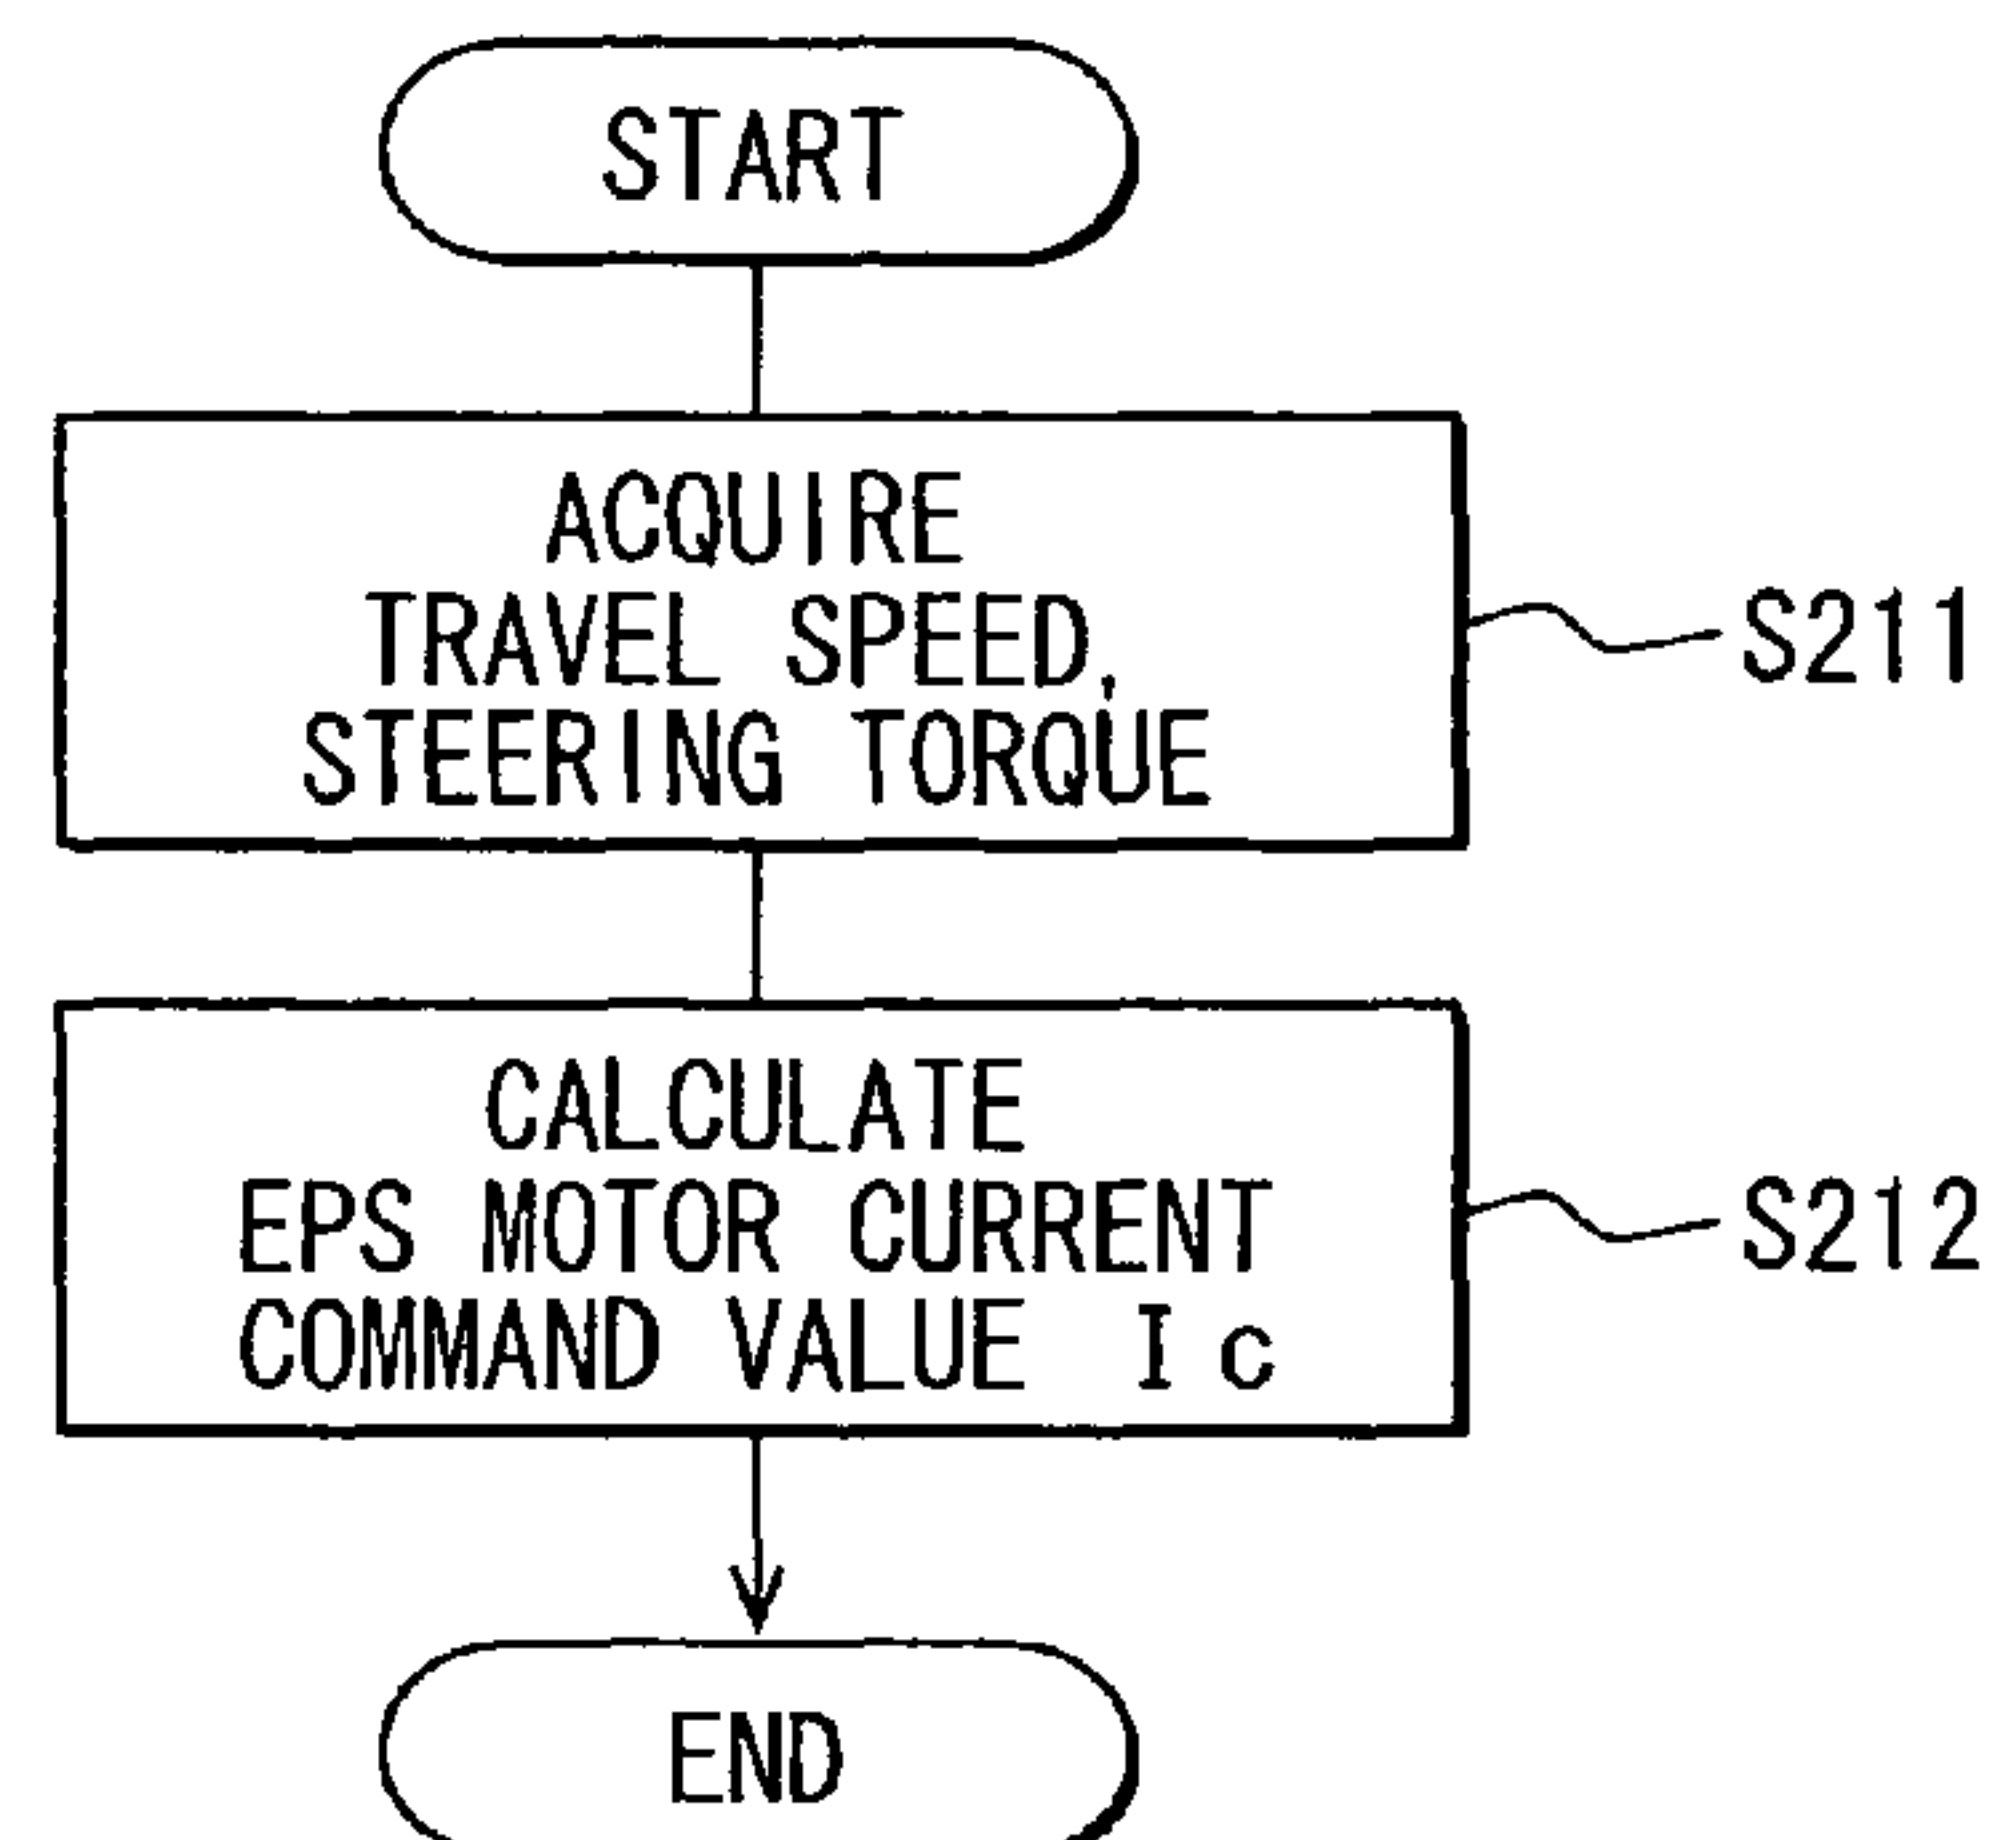 START
ACQUIRE
TRAVEL SPEED,
STEERING TORQUE
S211
CALCULATE
EPS MOTOR CURRENT
COMMAND VALUE Ic
S212
END